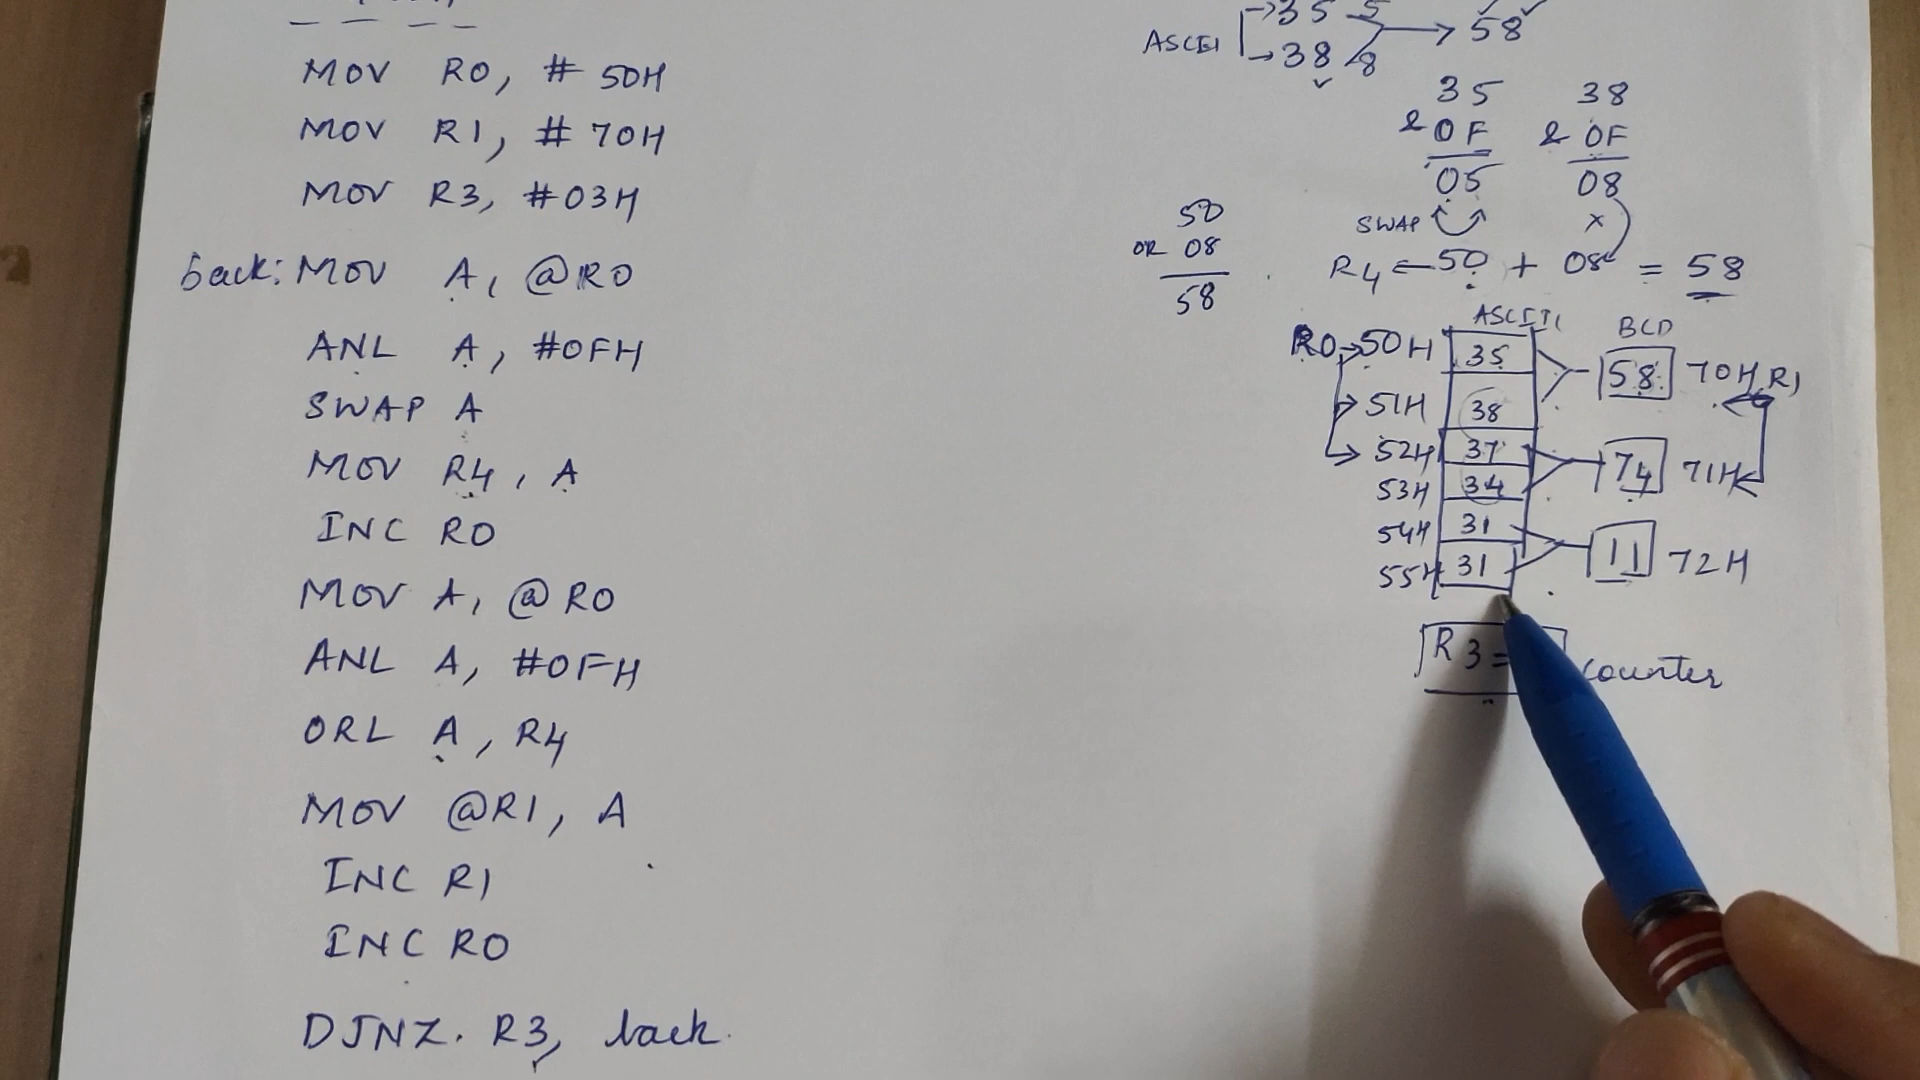 MOV R0, #50H
MOV R1, #70H
MOV R3, #03H
back: MOV A, @R0
ANL A, #0FH
SWAP A
MOV R4, A
INC R0
MOV A, @R0
ANL A, #0FH
ORL A, R4
MOV @R1, A
INC R1
INC R0
DJNZ R3, back
ASCII → 35 5 → 58
→ 38 8
35 38
& 0F & 0F
05 08
SWAP x
R4 ← 50 + 08 = 58
50
OR 08
58
ASCII BCD
R0 → 50H 35 58 70H R1
51H 38
52H 37 74 71H
53H 34
54H 31 11 72H
55H 31
R3= counter